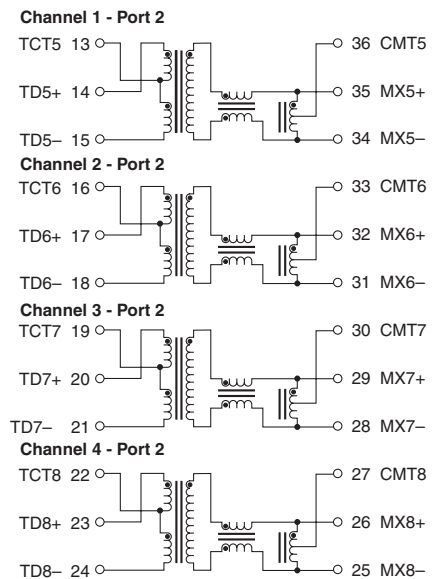 Channel 1 - Port 2
TCT5 13 36 CMT5
TD5+ 14 35 MX5+
TD5– 15 34 MX5–
Channel 2 - Port 2
TCT6 16 33 CMT6
TD6+ 17 32 MX6+
TD6– 18 31 MX6–
Channel 3 - Port 2
TCT7 19 30 CMT7
TD7+ 20 29 MX7+
TD7– 21 28 MX7–
Channel 4 - Port 2
TCT8 22 27 CMT8
TD8+ 23 26 MX8+
TD8– 24 25 MX8–